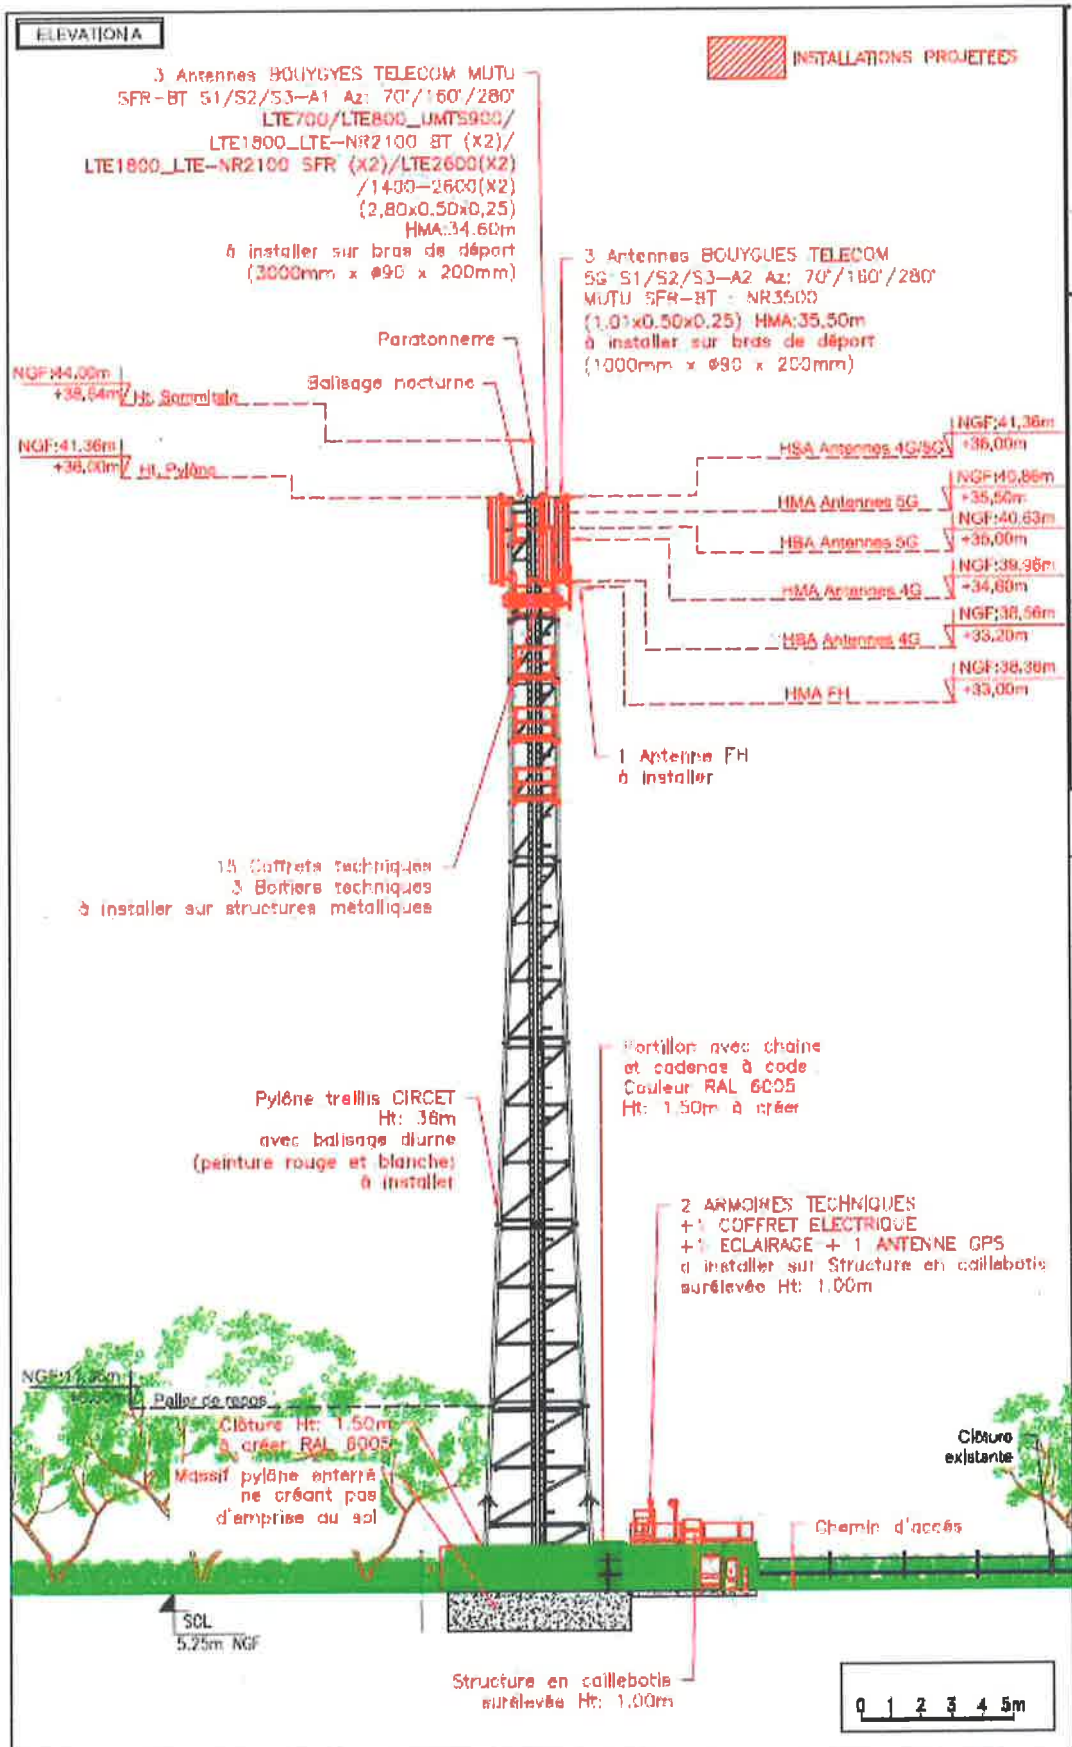 ELEVATION A
INSTALLATIONS PROJETEES
3 Antennes BOUYGYES TELECOM MUTU
SFR-BT S1/S2/S3-A1 Az: 70°/160°/280°
LTE700/LTE800_UMTS900/
LTE1800_LTE-NR2100 BT (X2)/
LTE1800_LTE-NR2100 SFR (X2)/LTE2600(X2)
/1400-2600(X2)
(2,80x0.50x0,25)
HMA:34.60m
à installer sur bras de départ
(3000mm x ø90 x 200mm)
3 Antennes BOUYGUES TELECOM
5G S1/S2/S3-A2 Az: 70°/160°/280°
MUTU SFR-BT : NR3500
(1.01x0.50x0.25) HMA:35,50m
à installer sur bras de départ
(1000mm x ø90 x 200mm)
Paratonnerre
Balisage nocturne
NGF:44,00m
+38,64m Ht. Sommitale
NGF:41,36m
+36,00m Ht. Pylône
NGF:41,36m
HSA Antennes 4G/5G +36,00m
NGF:40,86m
HMA Antennes 5G +35,50m
NGF:40,63m
HBA Antennes 5G +35,00m
NGF:39,96m
HMA Antennes 4G +34,60m
NGF:38,56m
HBA Antennes 4G +33,20m
NGF:38,36m
HMA FH +33,00m
1 Antenne FH
à installer
15 Coffrets techniques
3 Boitiers techniques
à installer sur structures métalliques
Portillon avec chaine
et cadenas à code
Couleur RAL 6005
Ht: 1.50m à créer
Pylône treillis CIRCET
Ht: 36m
avec balisage diurne
(peinture rouge et blanche)
à installer
2 ARMOIRES TECHNIQUES
+1 COFFRET ELECTRIQUE
+1 ECLAIRAGE + 1 ANTENNE GPS
à installer sur Structure en caillebotis
surélevée Ht: 1.00m
Palier de repos
Clôture Ht: 1.50m
à créer RAL 6005
Massif pylône enterré
ne créant pas
d'emprise au sol
Clôture
existante
Chemin d'accès
SOL
5.25m NGF
Structure en caillebotis
surélevée Ht: 1.00m
0 1 2 3 4 5m